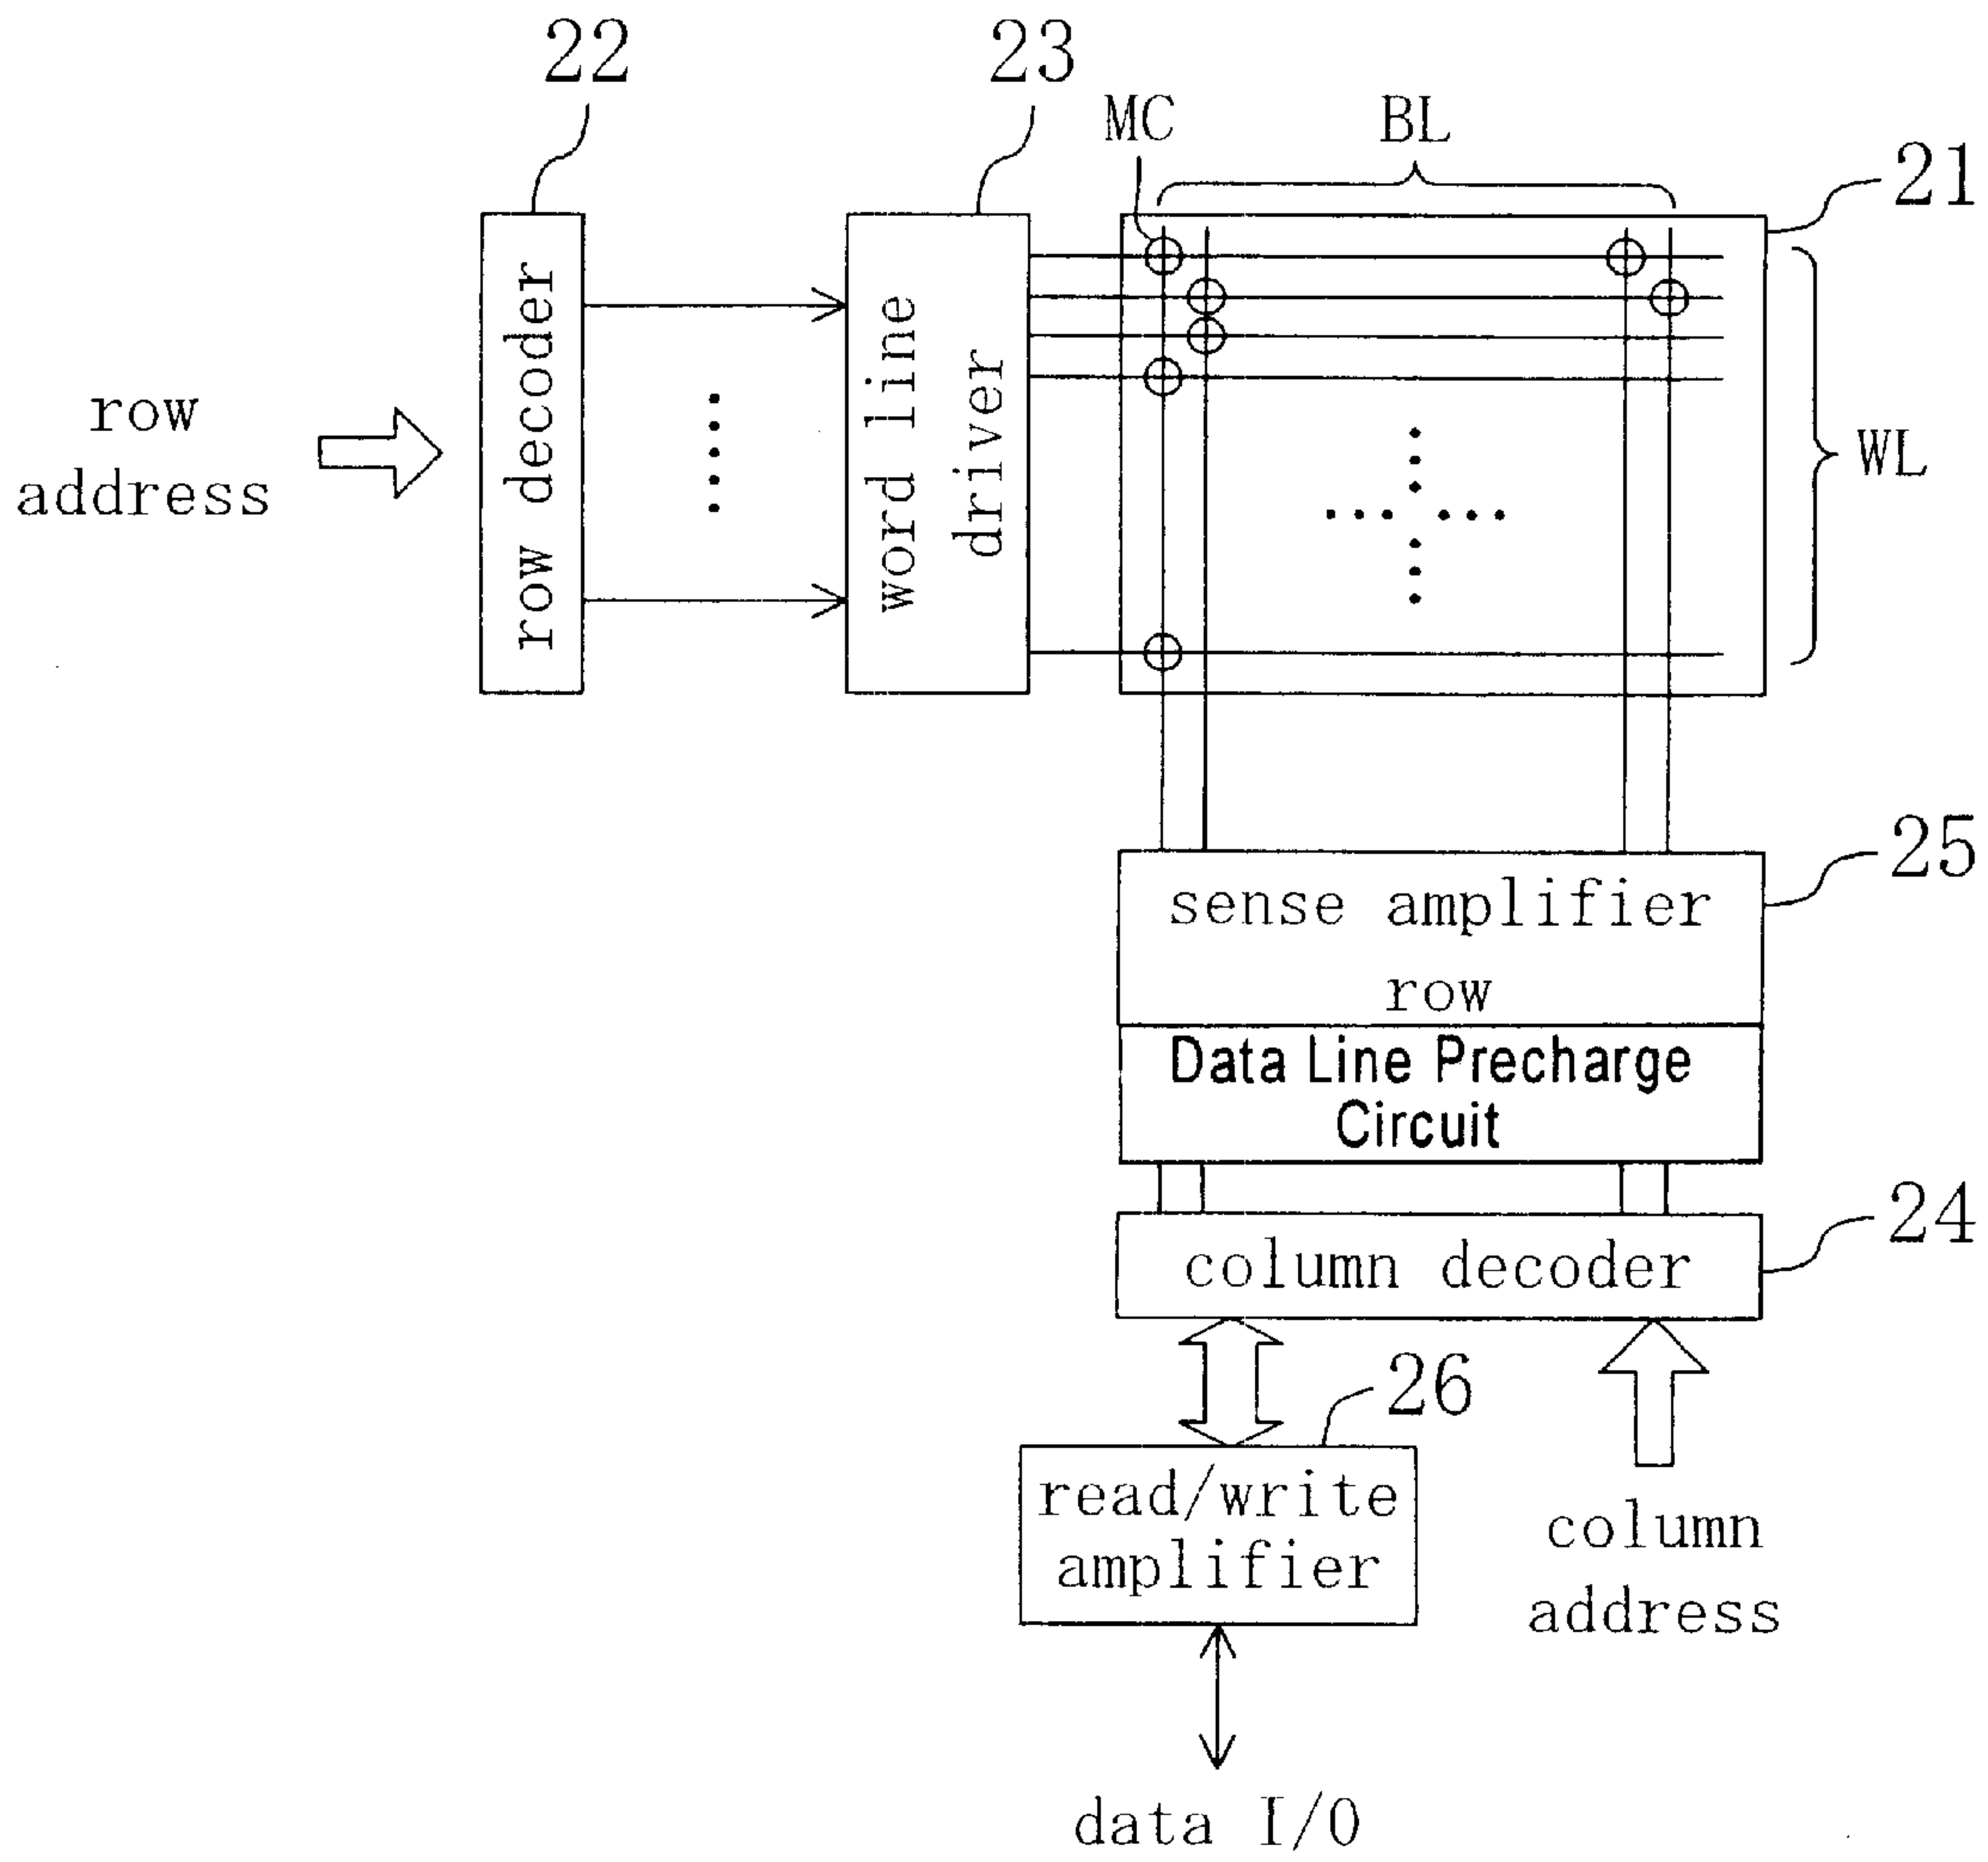 22
23
MC
BL
21
row decoder
word line
driver
row
address
WL
25
sense amplifier
row
Data Line Precharge
Circuit
24
column decoder
26
read/write
amplifier
column
address
data I/O